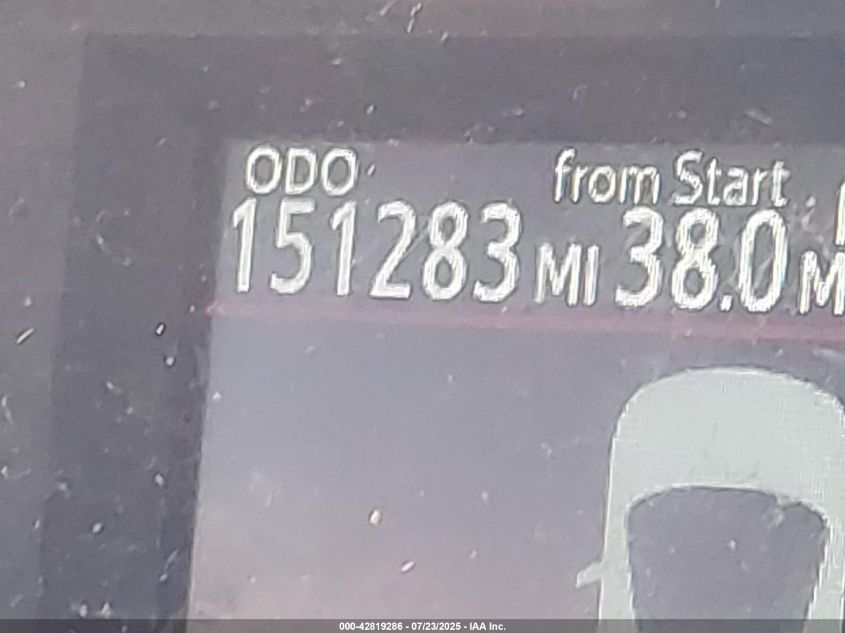 ODO from Start
151283 MI 38.0 M
000-42819286 - 07/23/2025 - IAA Inc.